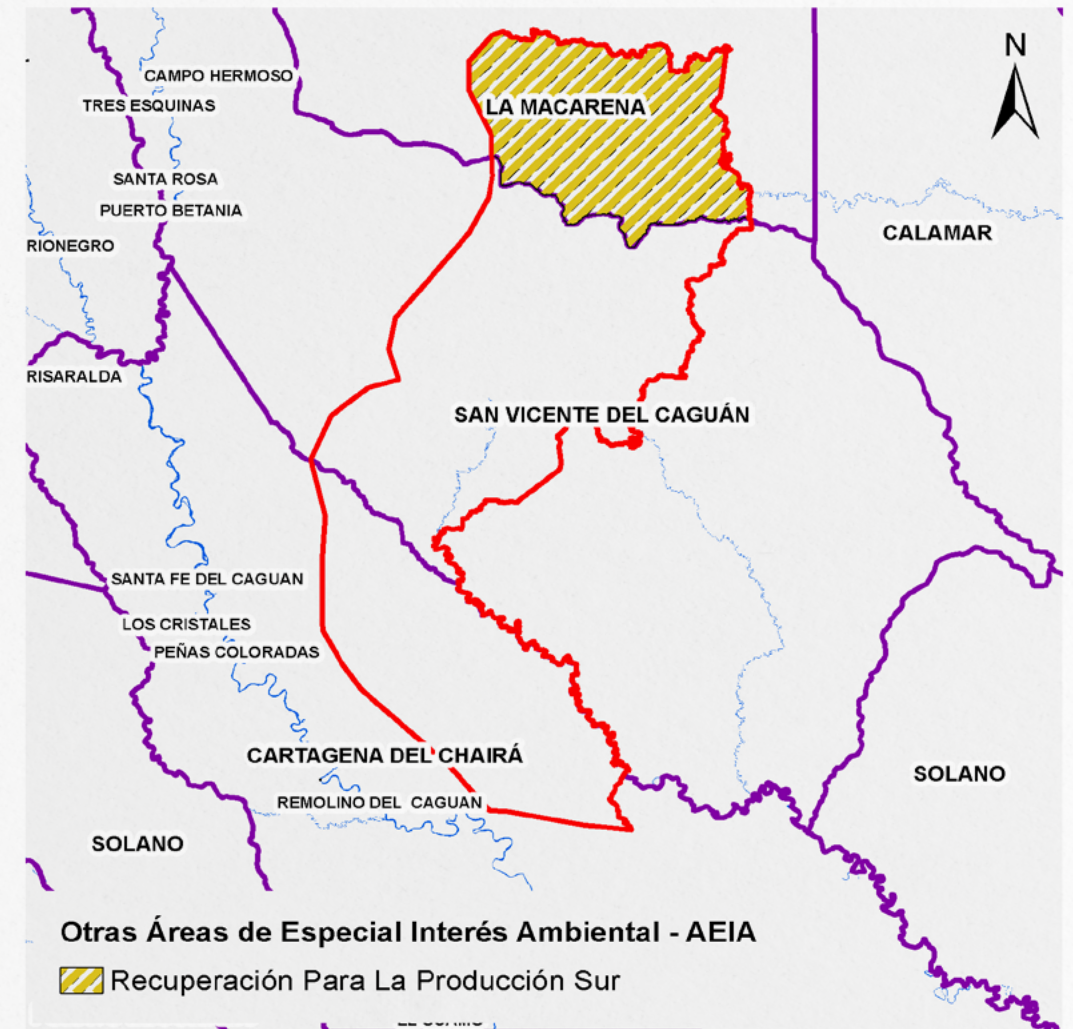 N
CAMPO HERMOSO
TRES ESQUINAS
LA MACARENA
SANTA ROSA
PUERTO BETANIA
RIONEGRO
CALAMAR
RISARALDA
SAN VICENTE DEL CAGUÁN
SANTA FE DEL CAGUAN
LOS CRISTALES
PEÑAS COLORADAS
CARTAGENA DEL CHAIRÁ
SOLANO
REMOLINO DEL CAGUAN
SOLANO
Otras Áreas de Especial Interés Ambiental - AEIA
Recuperación Para La Producción Sur